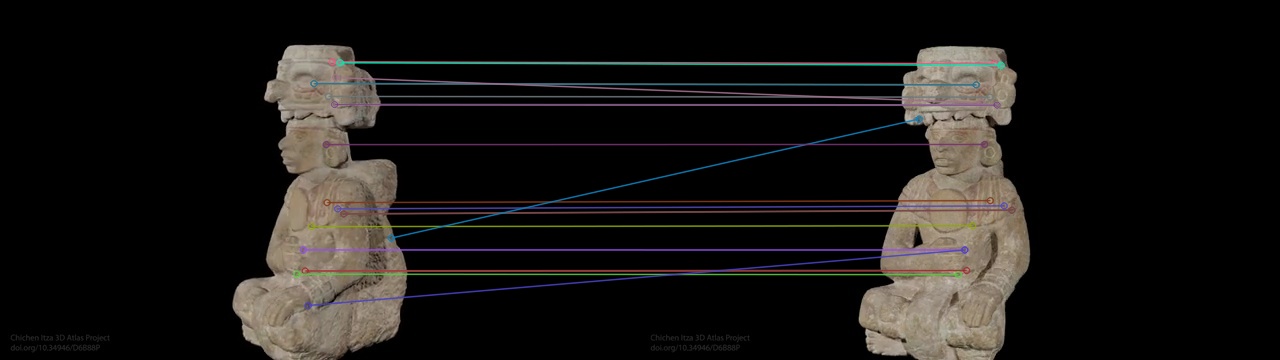 Chichen Itza 3D Atlas Project
doi.org/10.34946/D6B88P
Chichen Itza 3D Atlas Project
doi.org/10.34946/D6B88P